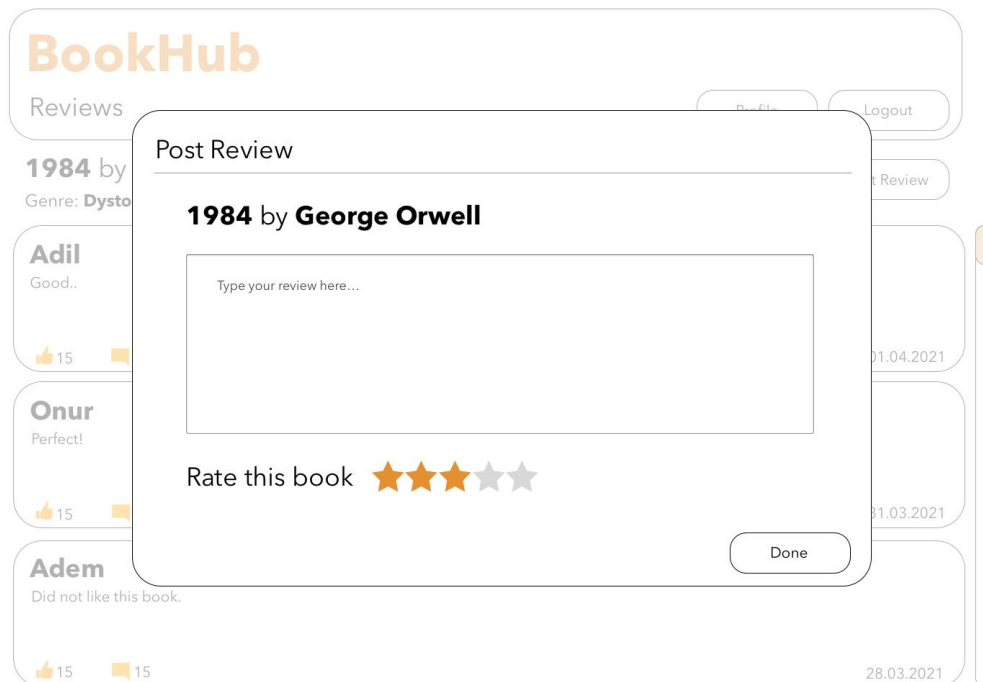 BookHub
Reviews
Logout
1984 by
Genre:
Review
Post Review
1984 by George Orwell
Type your review here...
Rate this book
Done
Adil
Good..
15
01.04.2021
Onur
Perfect!
15
31.03.2021
Adem
Did not like this book.
15
15
28.03.2021